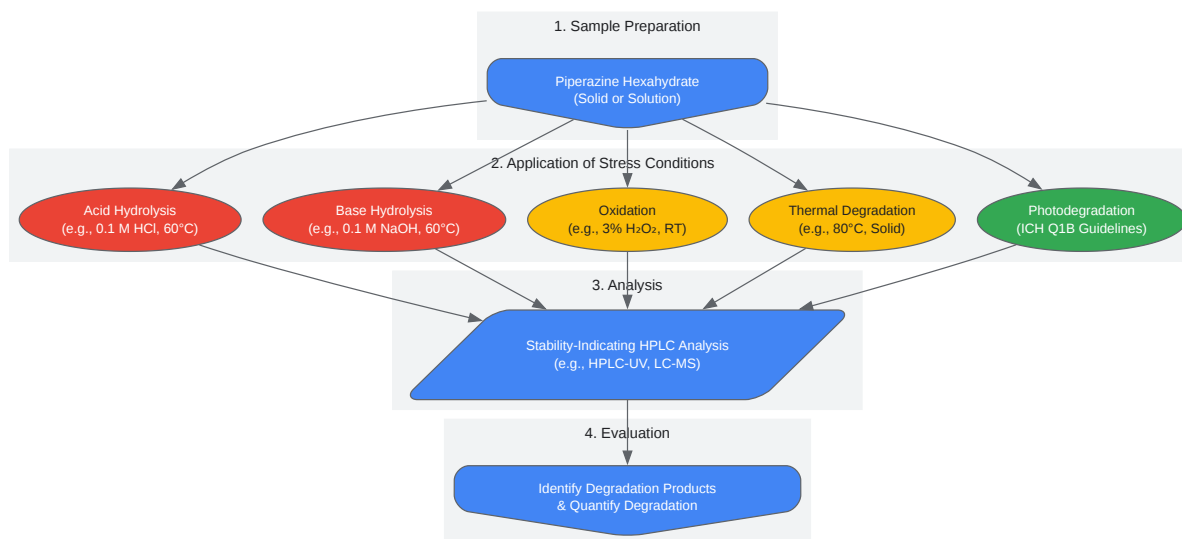 1. Sample Preparation
Piperazine Hexahydrate
(Solid or Solution)
2. Application of Stress Conditions
Acid Hydrolysis
(e.g., 0.1 M HCl, 60°C)
Base Hydrolysis
(e.g., 0.1 M NaOH, 60°C)
Oxidation
(e.g., 3% H₂O₂, RT)
Thermal Degradation
(e.g., 80°C, Solid)
Photodegradation
(ICH Q1B Guidelines)
3. Analysis
Stability-Indicating HPLC Analysis
(e.g., HPLC-UV, LC-MS)
4. Evaluation
Identify Degradation Products
& Quantify Degradation